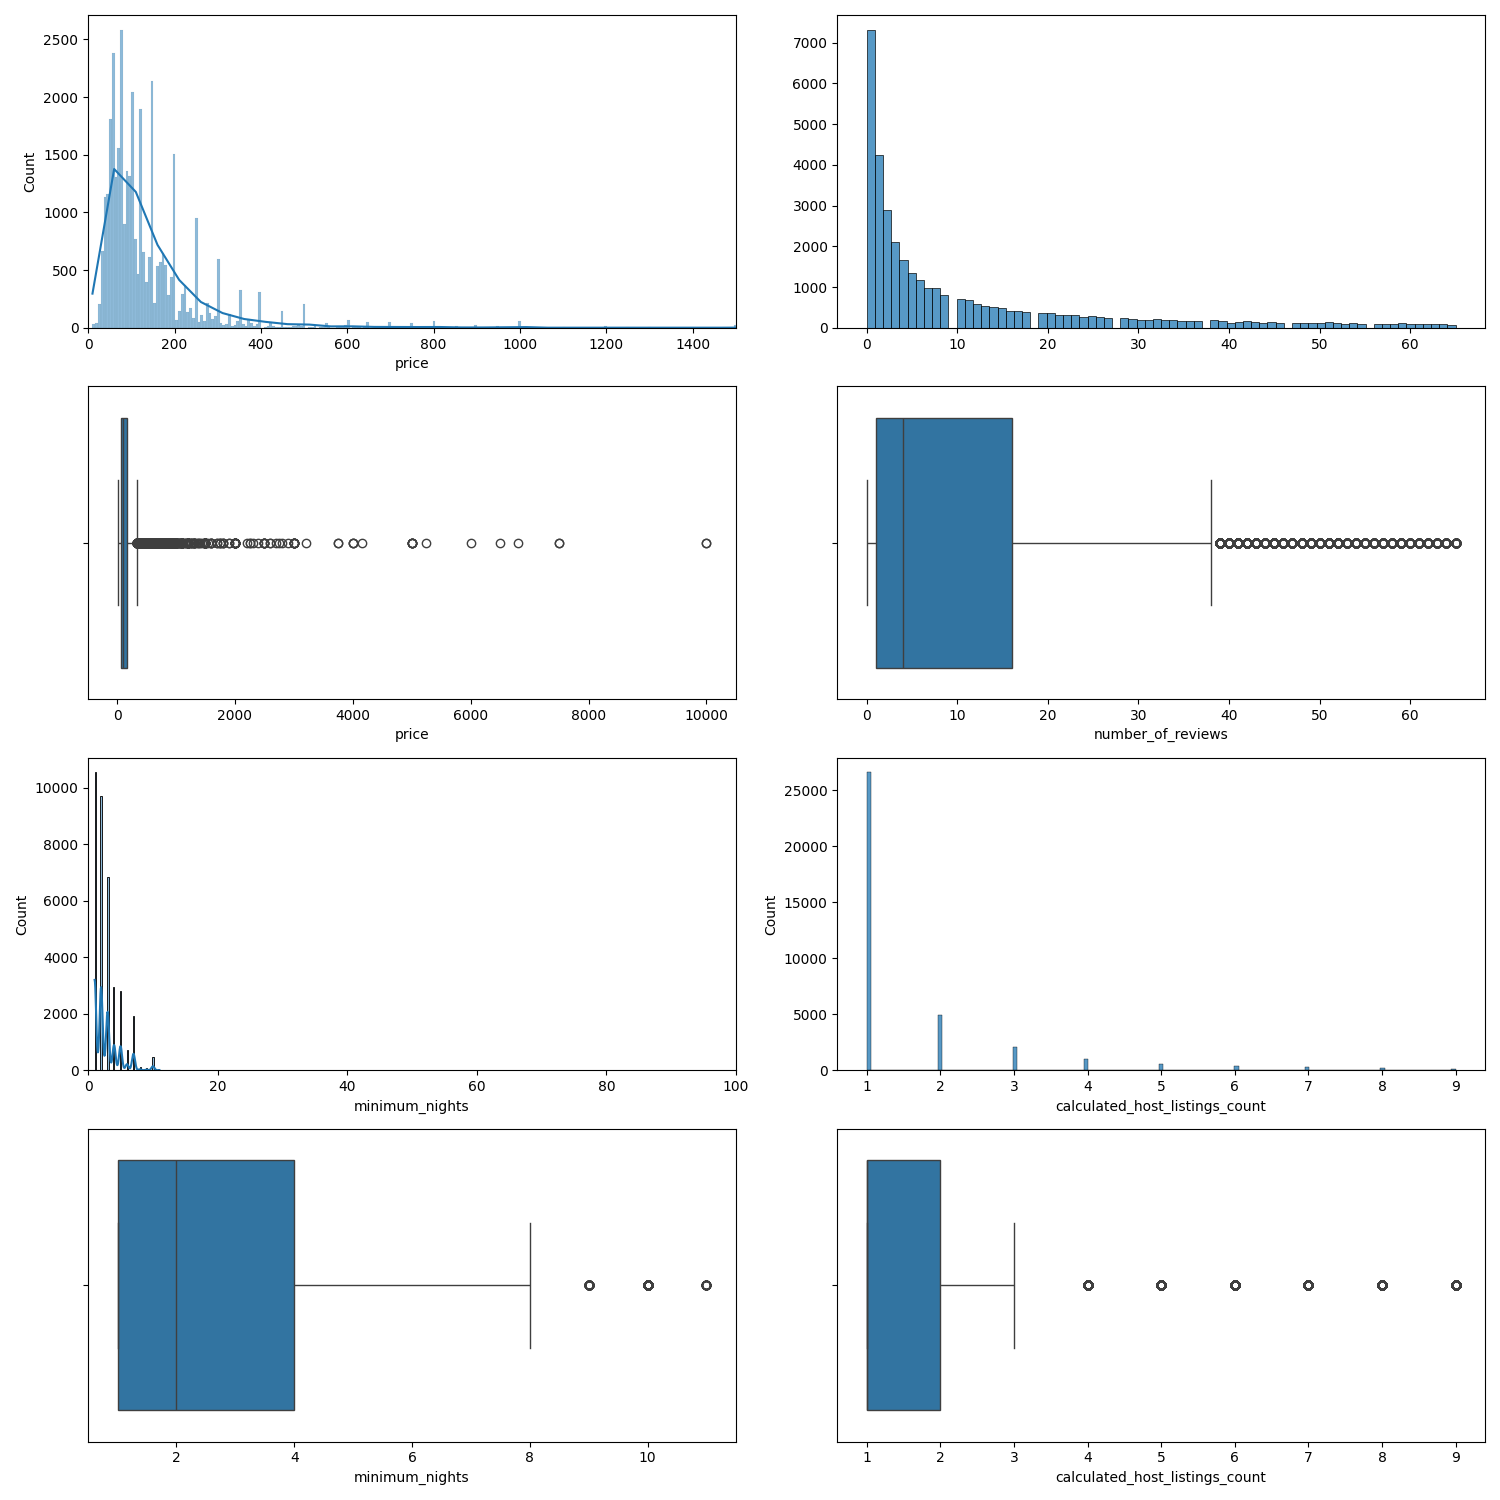 2500
2000
1500
1000
500
0
Count
0 200 400 600 800 1000 1200 1400
price
7000
6000
5000
4000
3000
2000
1000
0
0 10 20 30 40 50 60
0 2000 4000 6000 8000 10000
price
0 10 20 30 40 50 60
number_of_reviews
10000
8000
6000
4000
2000
0
Count
0 20 40 60 80 100
minimum_nights
25000
20000
15000
10000
5000
0
Count
1 2 3 4 5 6 7 8 9
calculated_host_listings_count
2 4 6 8 10
minimum_nights
1 2 3 4 5 6 7 8 9
calculated_host_listings_count